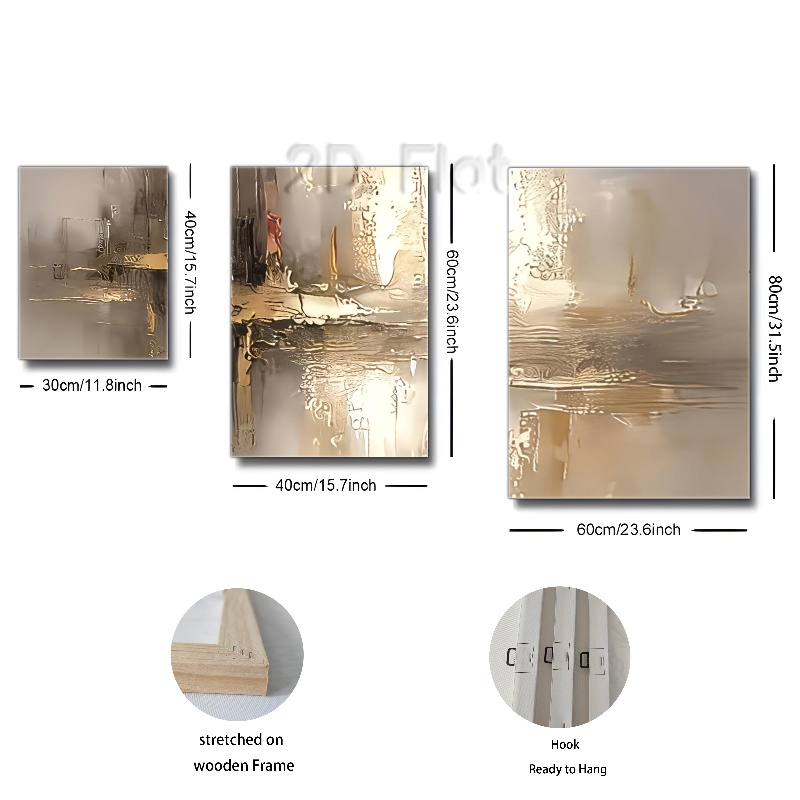 2D Flat
40cm/15.7inch
30cm/11.8inch
60cm/23.6inch
40cm/15.7inch
80cm/31.5inch
60cm/23.6inch
stretched on
wooden Frame
Hook
Ready to Hang